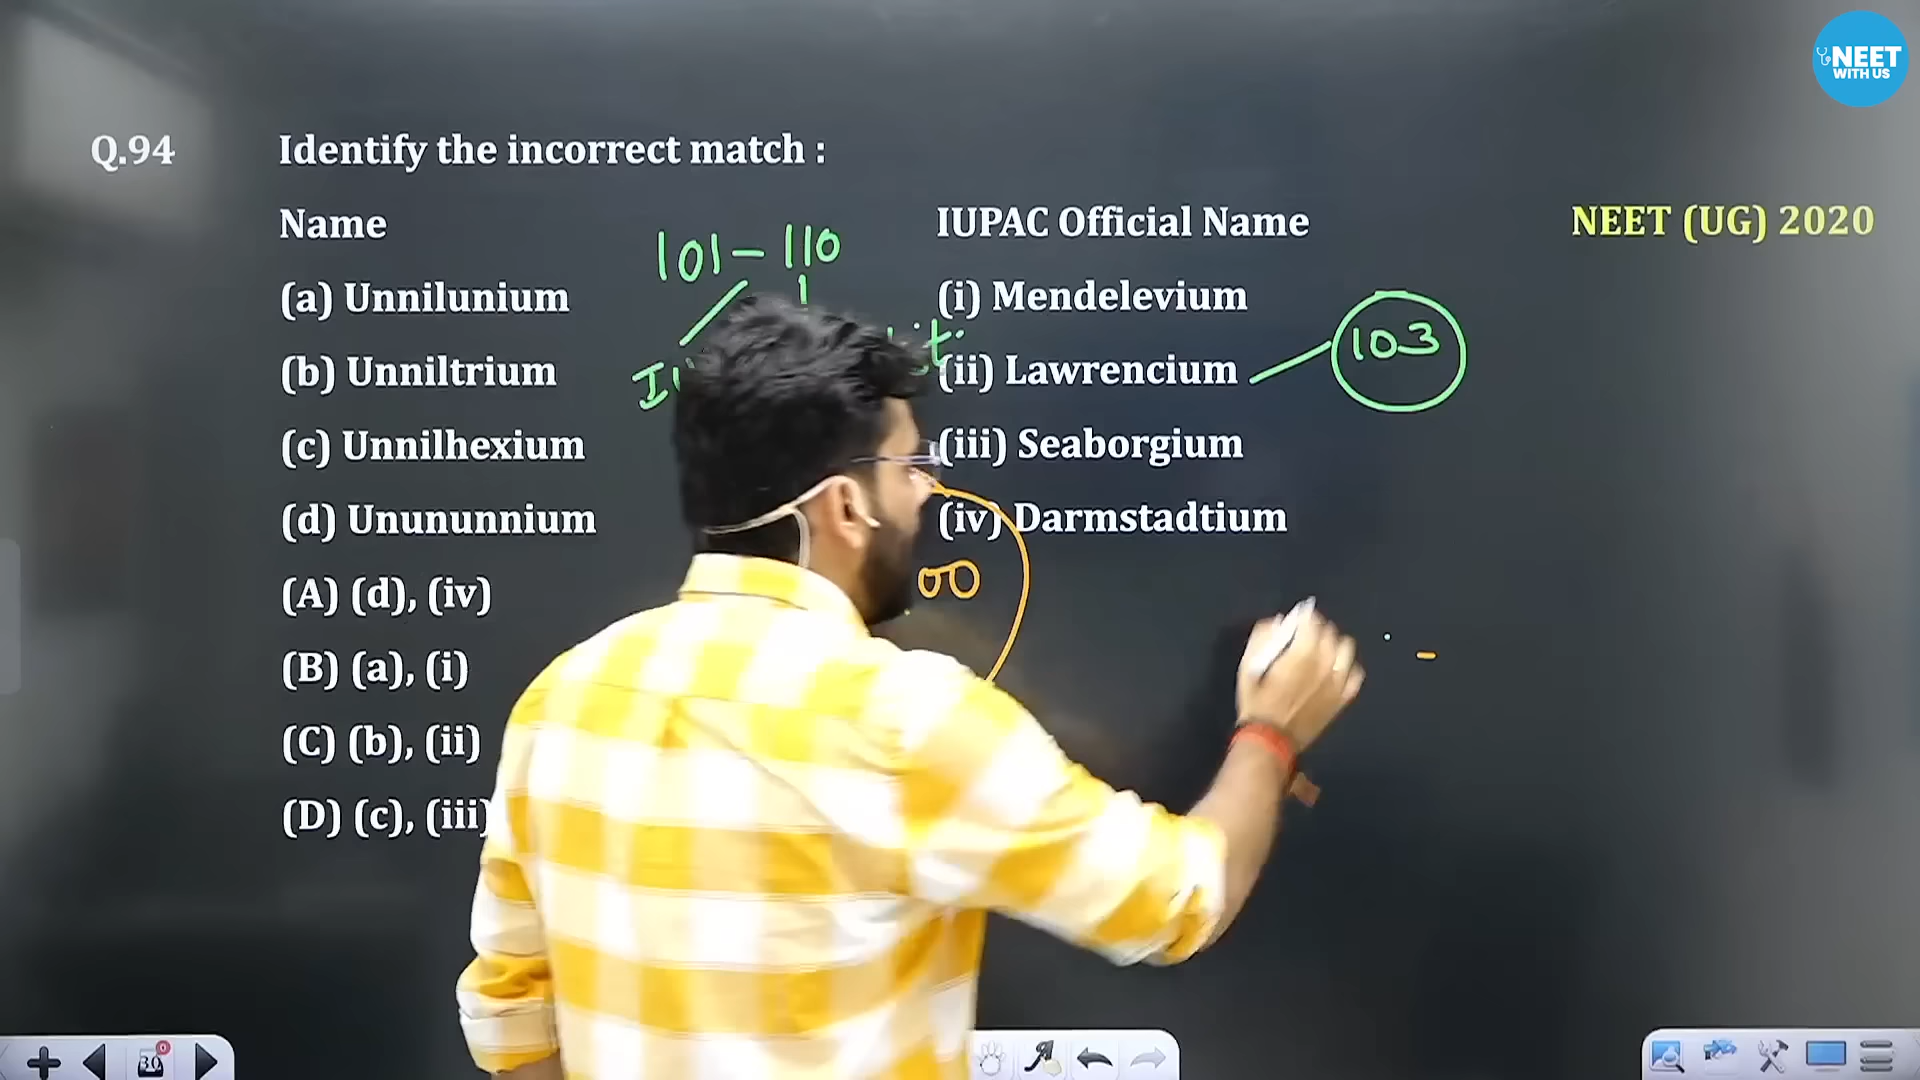 NEET
WITH US
Q.94 Identify the incorrect match :
Name IUPAC Official Name NEET (UG) 2020
101 – 110
(a) Unnilunium (i) Mendelevium
(b) Unniltrium (ii) Lawrencium 103
(c) Unnilhexium (iii) Seaborgium
(d) Unununnium (iv) Darmstadtium
(A) (d), (iv)
(B) (a), (i)
(C) (b), (ii)
(D) (c), (iii)
30